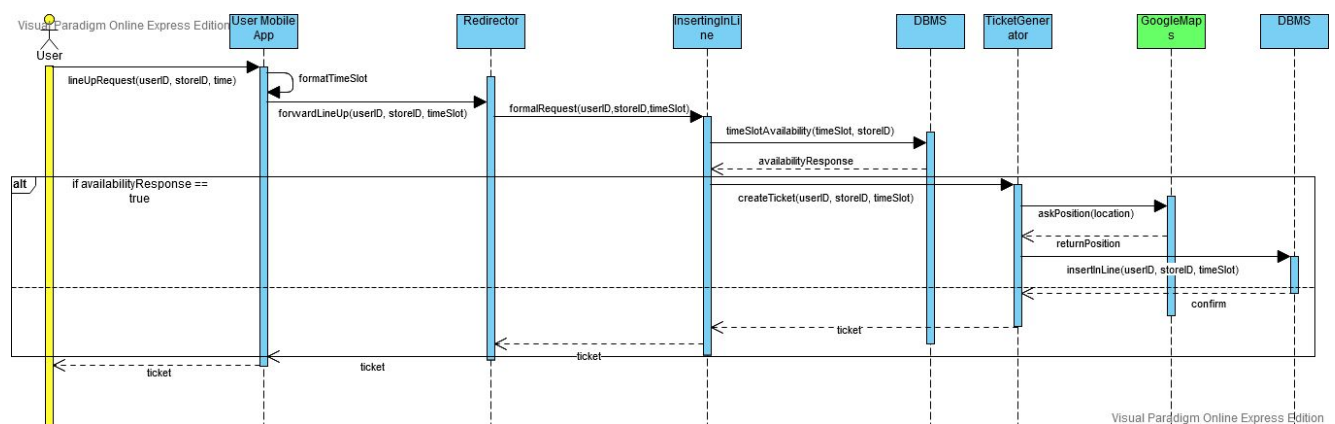 Visual Paradigm Online Express Edition
User Mobile
App
Redirector
InsertingInLi
ne
DBMS
TicketGener
ator
GoogleMap
s
DBMS
User
lineUpRequest(userID, storeID, time)
formatTimeSlot
forwardLineUp(userID, storeID, timeSlot)
formalRequest(userID,storeID,timeSlot)
timeSlotAvailability(timeSlot, storeID)
availabilityResponse
alt
if availabilityResponse ==
true
createTicket(userID, storeID, timeSlot)
askPosition(location)
returnPosition
insertInLine(userID, storeID, timeSlot)
confirm
ticket
ticket
ticket
ticket
Visual Paradigm Online Express Edition